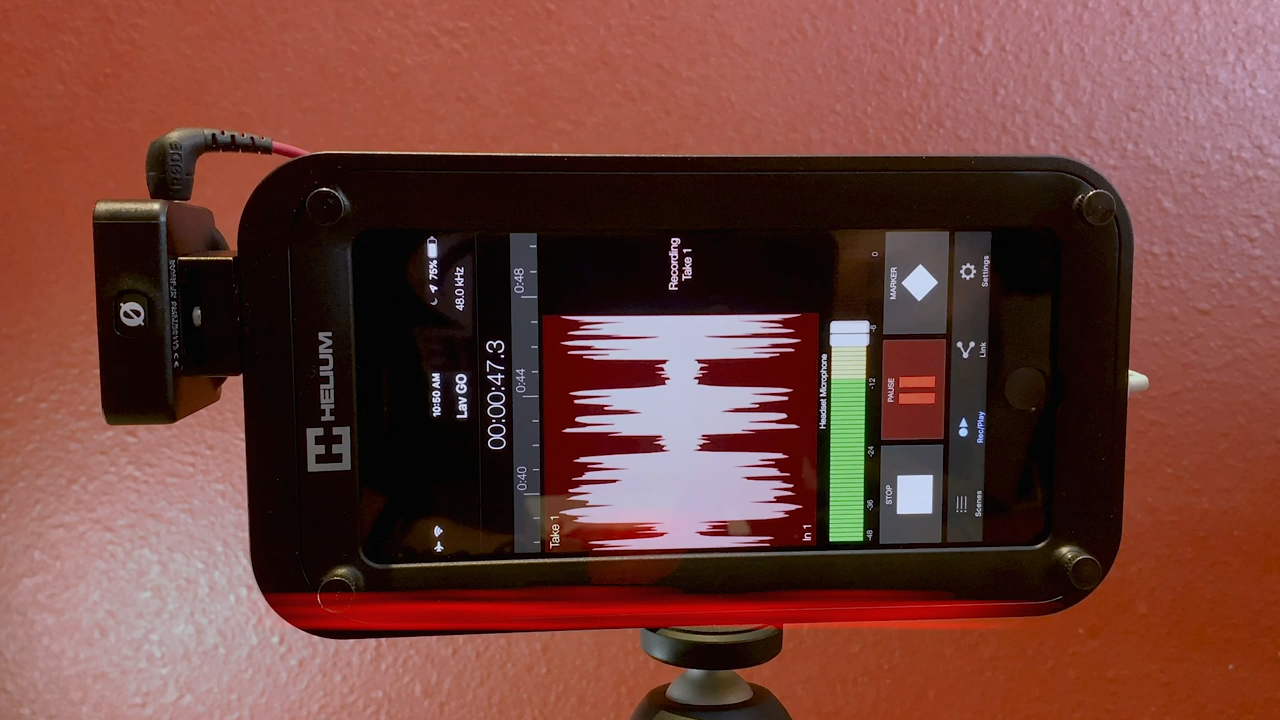 RØDE
Ø
HELIUM
10:50 AM
75%
Lav GO
48.0 kHz
00:00:47.3
0:40
0:44
0:48
Take 1
Recording
Take 1
In 1
Headset Microphone
-48
-36
-24
-12
-6
0
STOP
PAUSE
MARKER
Scenes
Rec/Play
Link
Settings